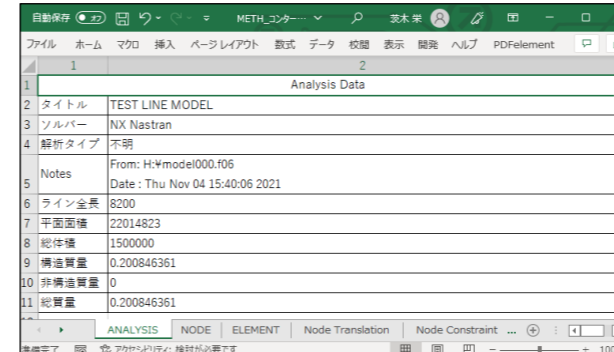 自動保存 オフ METH_コンター… 茨木 栞
ファイル ホーム マクロ 挿入 ページ レイアウト 数式 データ 校閲 表示 開発 ヘルプ PDFelement
1 2
1 Analysis Data
2 タイトル TEST LINE MODEL
3 ソルバー NX Nastran
4 解析タイプ 不明
5 Notes From: H:¥model000.f06
Date : Thu Nov 04 15:40:06 2021
6 ライン全長 8200
7 平面面積 22014823
8 総体積 1500000
9 構造質量 0.200846361
10 非構造質量 0
11 総質量 0.200846361
ANALYSIS NODE ELEMENT Node Translation Node Constraint ...
準備完了 アクセシビリティ: 検討が必要です 100